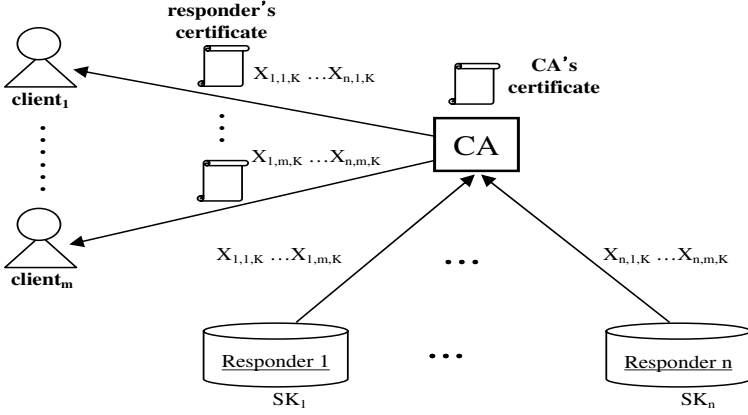 responder's
certificate
X1,1,K ...Xn,1,K
CA's
certificate
client1
CA
X1,m,K ...Xn,m,K
clientm
X1,1,K ...X1,m,K
Xn,1,K ...Xn,m,K
Responder 1
Responder n
SK1
SKn